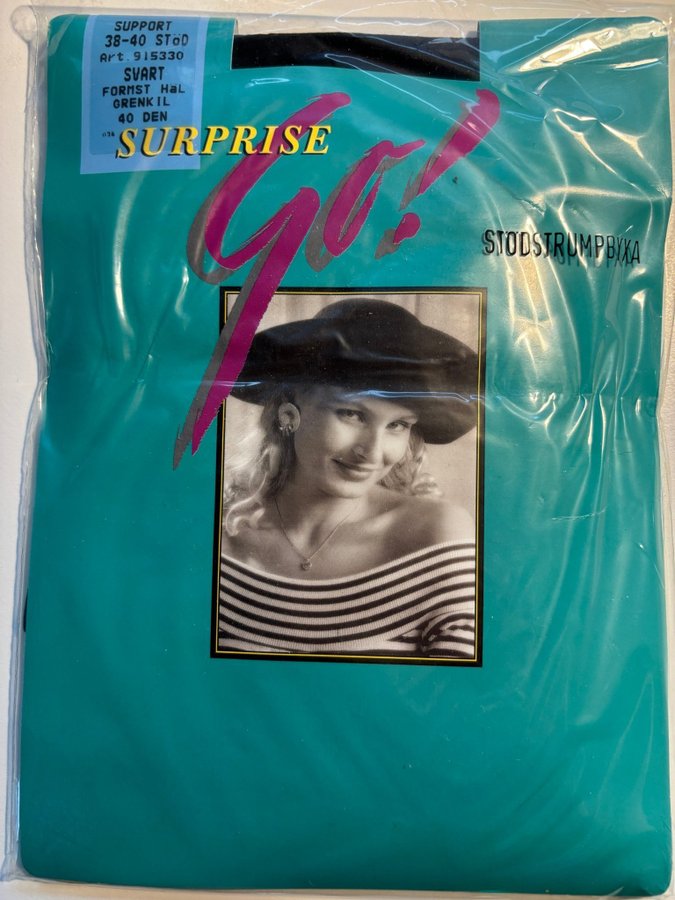 SUPPORT
38-40 STöD
Art. 915330
SVART
FORMST HäL
GRENKIL
40 DEN
SURPRISE
Go!
STÖDSTRUMPBYXA